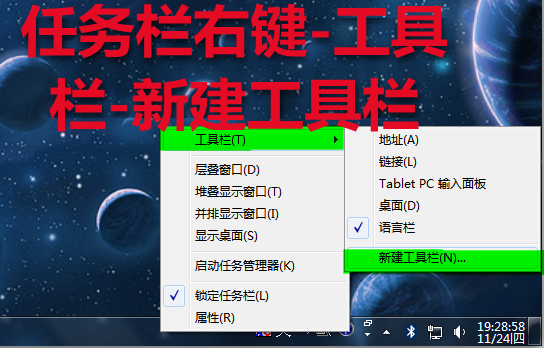 任务栏右键-工具
栏-新建工具栏
工具栏(T)
层叠窗口(D)
堆叠显示窗口(T)
并排显示窗口(I)
显示桌面(S)
启动任务管理器(K)
锁定任务栏(L)
属性(R)
地址(A)
链接(L)
Tablet PC 输入面板
桌面(D)
语言栏
新建工具栏(N)...
19:28:58
11/24|四